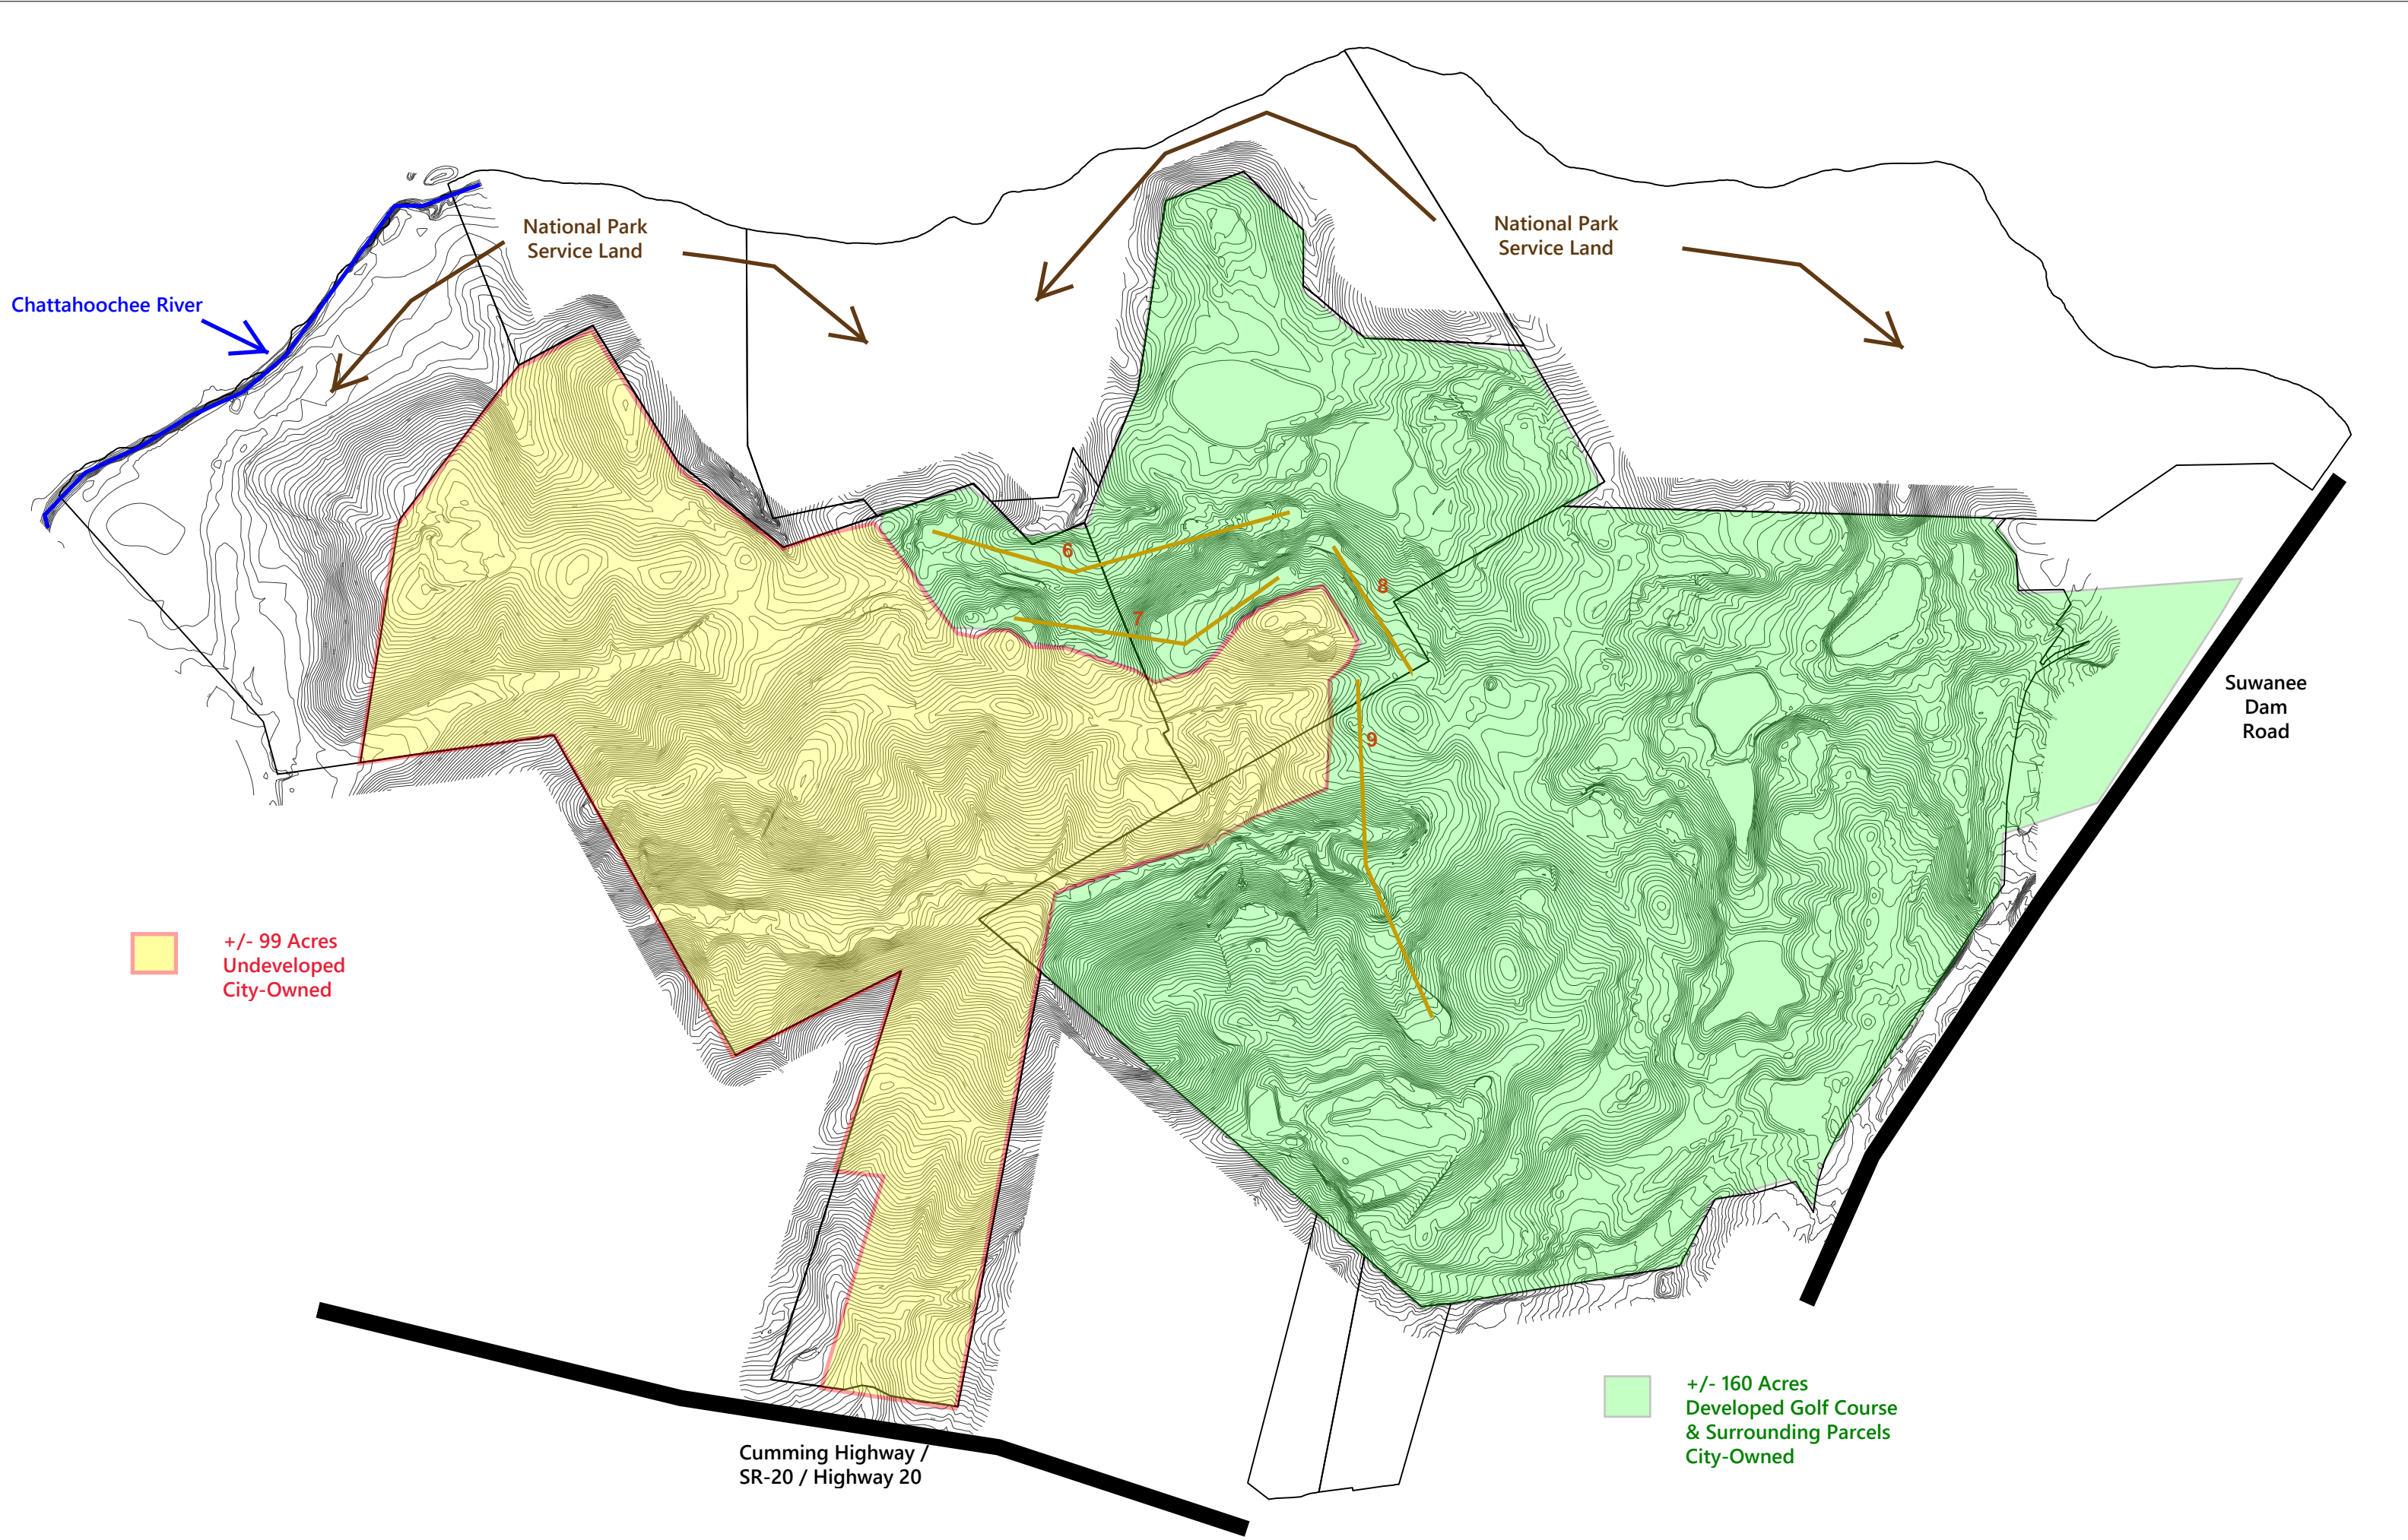 National Park
Service Land
National Park
Service Land
Chattahoochee River
6
8
7
9
Suwanee
Dam
Road
+/- 99 Acres
Undeveloped
City-Owned
+/- 160 Acres
Developed Golf Course
& Surrounding Parcels
City-Owned
Cumming Highway /
SR-20 / Highway 20